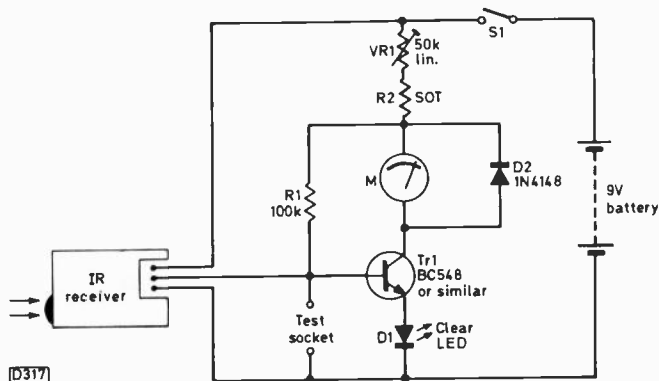 S1
VR1
50k
lin.
R2
SOT
R1
100k
M
D2
1N4148
9V
battery
IR
receiver
Tr1
BC548
or similar
Test
socket
D1
Clear
LED
D317